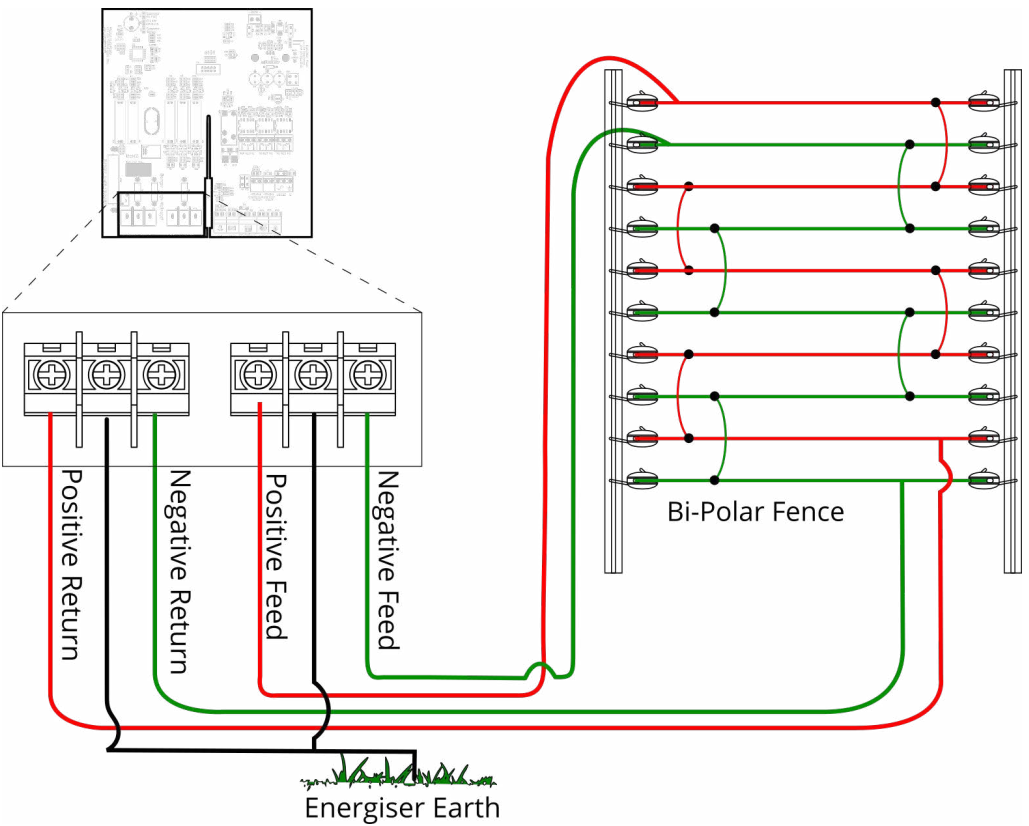 Positive Return
Negative Return
Positive Feed
Negative Feed
Bi-Polar Fence
Energiser Earth